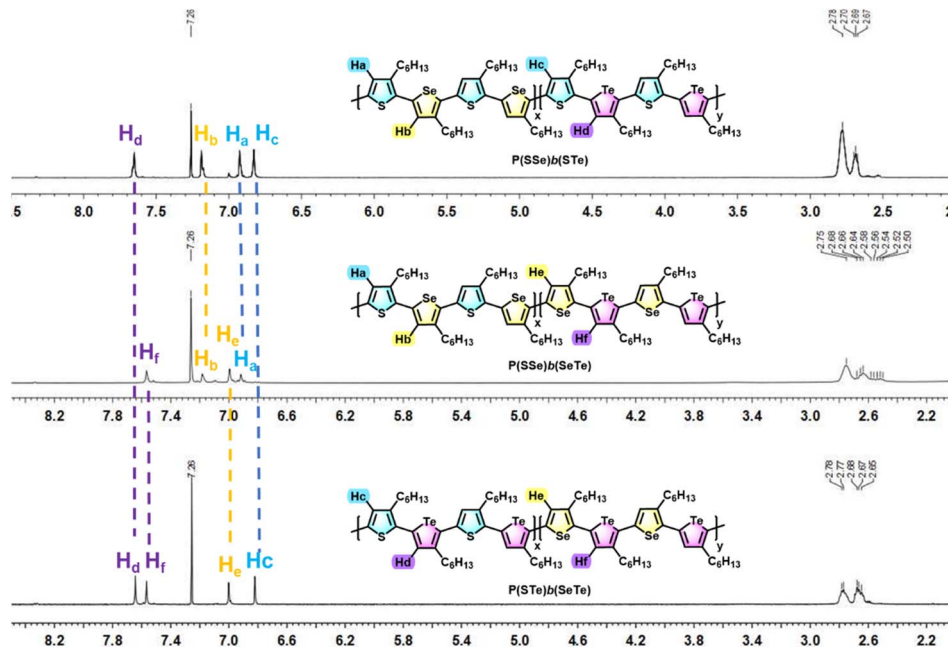 7.26
2.78
2.70
2.69
2.67
Ha C6H13 C6H13 Hc C6H13 C6H13
Se Se Te Te
S S x S S y
Hb C6H13 C6H13 Hd C6H13 C6H13
P(SSe)b(STe)
Hd Hb Ha Hc
8.5 8.0 7.5 7.0 6.5 6.0 5.5 5.0 4.5 4.0 3.5 3.0 2.5
7.26
2.75
2.68
2.66
2.64
2.58
2.56
2.54
2.52
2.50
Ha C6H13 C6H13 He C6H13 C6H13
Se Se Te Te
S S x Se Se y
Hb C6H13 C6H13 Hf C6H13 C6H13
P(SSe)b(SeTe)
Hf Hb He Ha
8.2 7.8 7.4 7.0 6.6 6.2 5.8 5.4 5.0 4.6 4.2 3.8 3.4 3.0 2.6 2.2
7.26
2.78
2.77
2.68
2.67
2.65
Hc C6H13 C6H13 He C6H13 C6H13
Te Te Te Te
S S x Se Se y
Hd C6H13 C6H13 Hf C6H13 C6H13
P(STe)b(SeTe)
Hd Hf He Hc
8.2 7.8 7.4 7.0 6.6 6.2 5.8 5.4 5.0 4.6 4.2 3.8 3.4 3.0 2.6 2.2